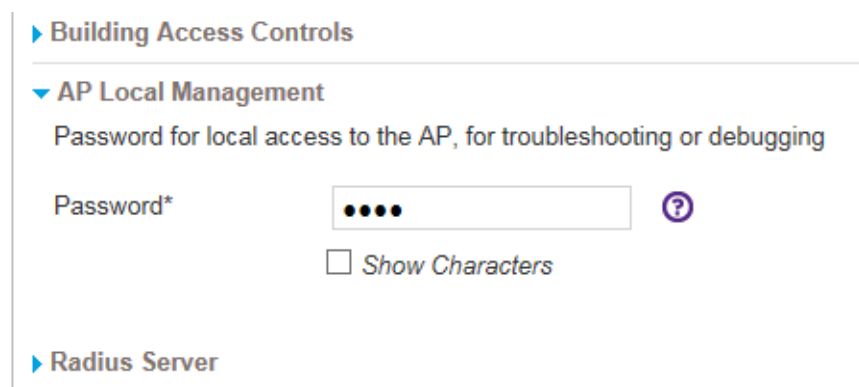 Building Access Controls
AP Local Management
Password for local access to the AP, for troubleshooting or debugging
Password* ●●●● ?
Show Characters
Radius Server